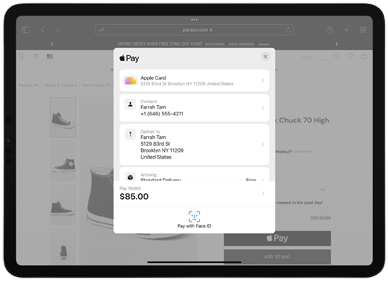 pacsun.com
Pay
Apple Card
5129 83rd St Brooklyn NY 11209 United States
Contact
Farrah Tam
+1 (646) 555-4211
Deliver to
Farrah Tam
5129 83rd St
Brooklyn NY 11209
United States
Arriving
Standard Delivery
Free
Pay Wallet
$85.00
Pay with Face ID
Chuck 70 High
Pay
ADD TO BAG